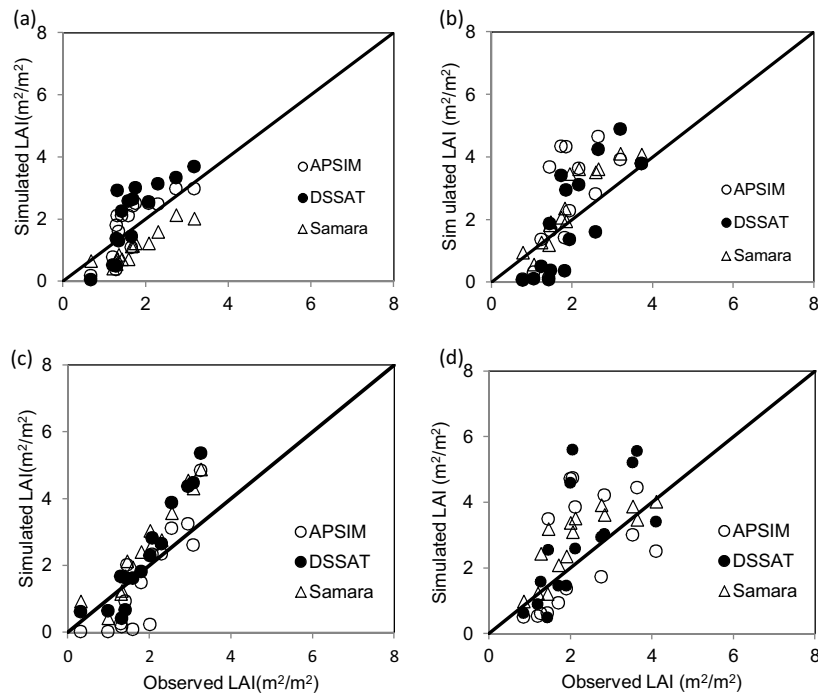 (a)
Simulated LAI(m²/m²)
8
6
4
2
0
APSIM
DSSAT
Samara
0 2 4 6 8
(b)
Simulated LAI (m²/m²)
8
6
4
2
0
APSIM
DSSAT
Samara
0 2 4 6 8
(c)
Simulated LAI(m²/m²)
8
6
4
2
0
APSIM
DSSAT
Samara
0 2 4 6 8
Observed LAI(m²/m²)
(d)
Simulated LAI (m²/m²)
8
6
4
2
0
APSIM
DSSAT
Samara
0 2 4 6 8
Observed LAI (m²/m²)